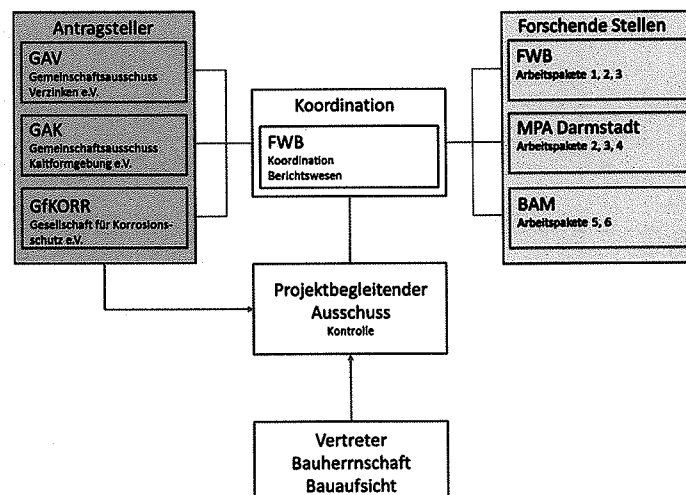 Antragsteller
GAV
Gemeinschaftsausschuss
Verzinken e.V.
GAK
Gemeinschaftsausschuss
Kaltformgebung e.V.
GfKORR
Gesellschaft für Korrosions-
schutz e.V.
Koordination
FWB
Koordination
Berichtswesen
Forschende Stellen
FWB
Arbeitspakete 1, 2, 3
MPA Darmstadt
Arbeitspakete 2, 3, 4
BAM
Arbeitspakete 5, 6
Projektbegleitender
Ausschuss
Kontrolle
Vertreter
Bauherrnschaft
Bauaufsicht